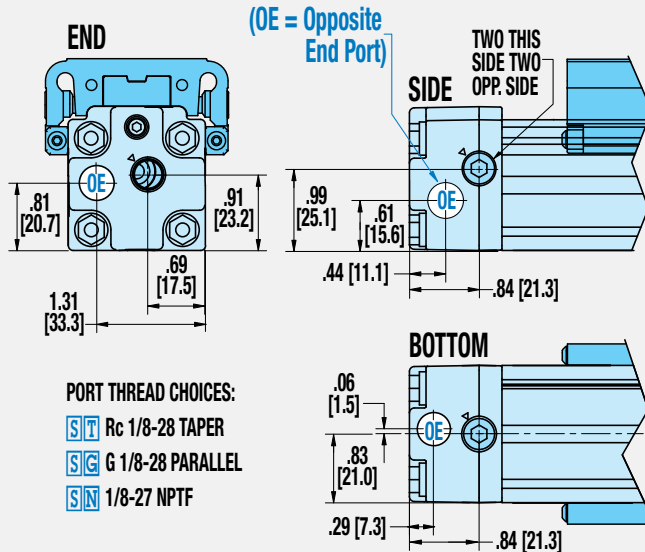 END
(OE = Opposite
End Port)
TWO THIS
SIDE TWO
OPP. SIDE
SIDE
OE
.81
[20.7]
.91
[23.2]
.69
[17.5]
1.31
[33.3]
OE
.99
[25.1]
.61
[15.6]
.44 [11.1]
.84 [21.3]
BOTTOM
OE
.06
[1.5]
.83
[21.0]
.29 [7.3]
.84 [21.3]
PORT THREAD CHOICES:
ST Rc 1/8-28 TAPER
SG G 1/8-28 PARALLEL
SN 1/8-27 NPTF